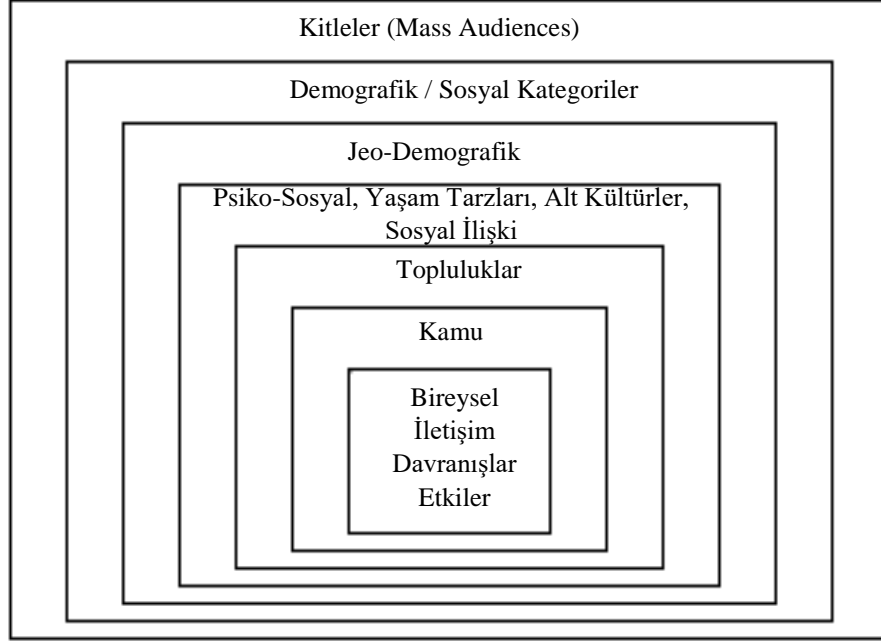 Kitleler (Mass Audiences)
Demografik / Sosyal Kategoriler
Jeo-Demografik
Psiko-Sosyal, Yaşam Tarzları, Alt Kültürler,
Sosyal İlişki
Topluluklar
Kamu
Bireysel
İletişim
Davranışlar
Etkiler